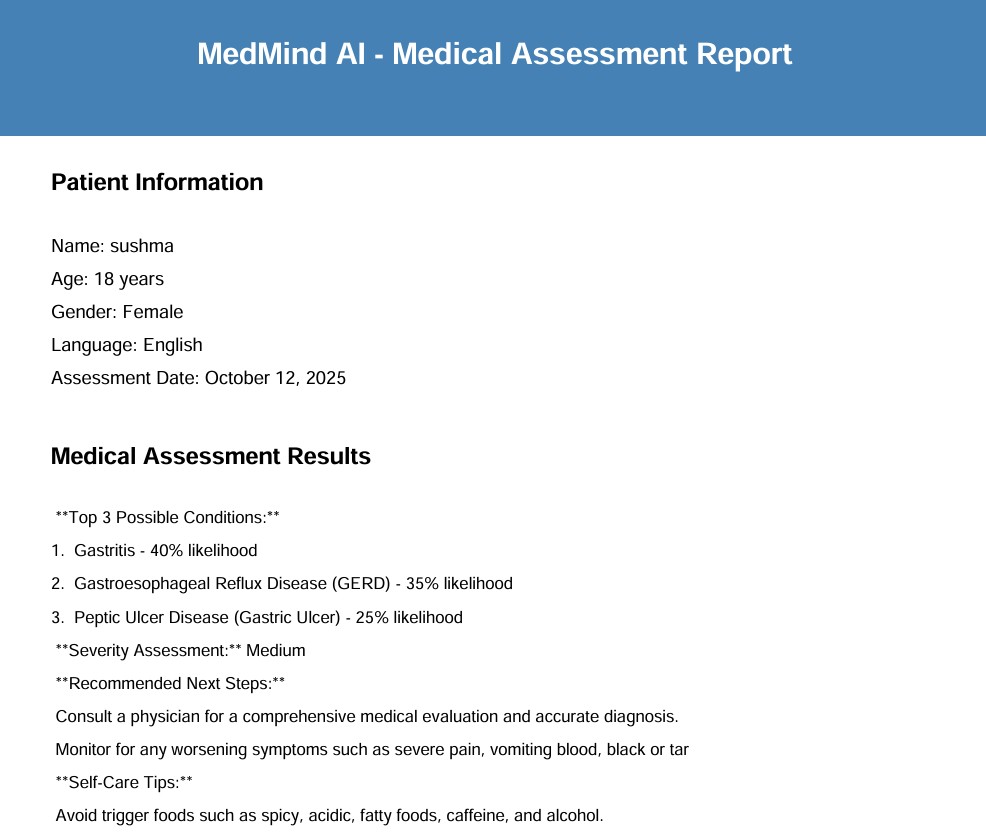 MedMind AI - Medical Assessment Report
Patient Information
Name: sushma
Age: 18 years
Gender: Female
Language: English
Assessment Date: October 12, 2025
Medical Assessment Results
**Top 3 Possible Conditions:**
1. Gastritis - 40% likelihood
2. Gastroesophageal Reflux Disease (GERD) - 35% likelihood
3. Peptic Ulcer Disease (Gastric Ulcer) - 25% likelihood
**Severity Assessment:** Medium
**Recommended Next Steps:**
Consult a physician for a comprehensive medical evaluation and accurate diagnosis.
Monitor for any worsening symptoms such as severe pain, vomiting blood, black or tar
**Self-Care Tips:**
Avoid trigger foods such as spicy, acidic, fatty foods, caffeine, and alcohol.